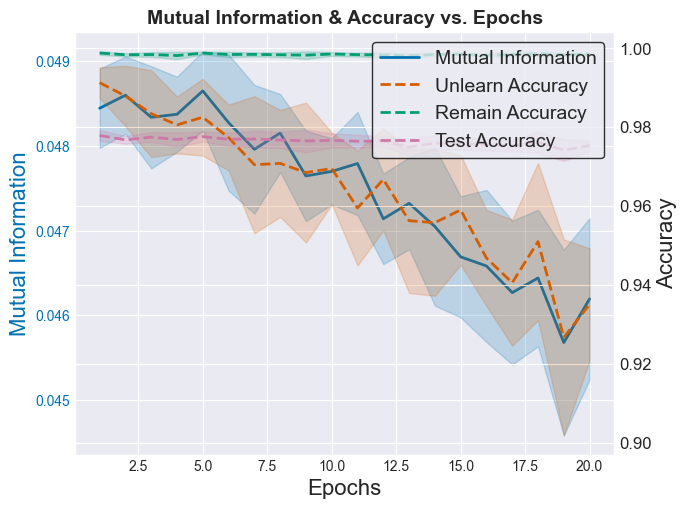 Mutual Information & Accuracy vs. Epochs
Mutual Information
0.049
0.048
0.047
0.046
0.045
Mutual Information
Unlearn Accuracy
Remain Accuracy
Test Accuracy
1.00
0.98
0.96
0.94
0.92
0.90
Accuracy
2.5 5.0 7.5 10.0 12.5 15.0 17.5 20.0
Epochs